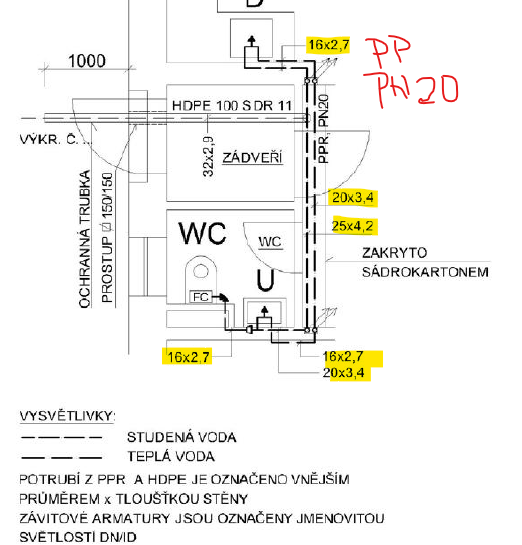 D
16x2,7
PP
PN20
1000
HDPE 100 SDR 11
VÝKR. Č. ...
32x2,9
PPR, PN20
ZÁDVEŘÍ
OCHRANNÁ TRUBKA
PROSTUP □ 150/150
20x3,4
25x4,2
WC
WC
ZAKRYTO
SÁDROKARTONEM
U
FC
16x2,7
16x2,7
20x3,4
VYSVĚTLIVKY:
STUDENÁ VODA
TEPLÁ VODA
POTRUBÍ Z PPR A HDPE JE OZNAČENO VNĚJŠÍM
PRŮMĚREM x TLOUŠŤKOU STĚNY
ZÁVITOVÉ ARMATURY JSOU OZNAČENY JMENOVITOU
SVĚTLOSTÍ DN/ID